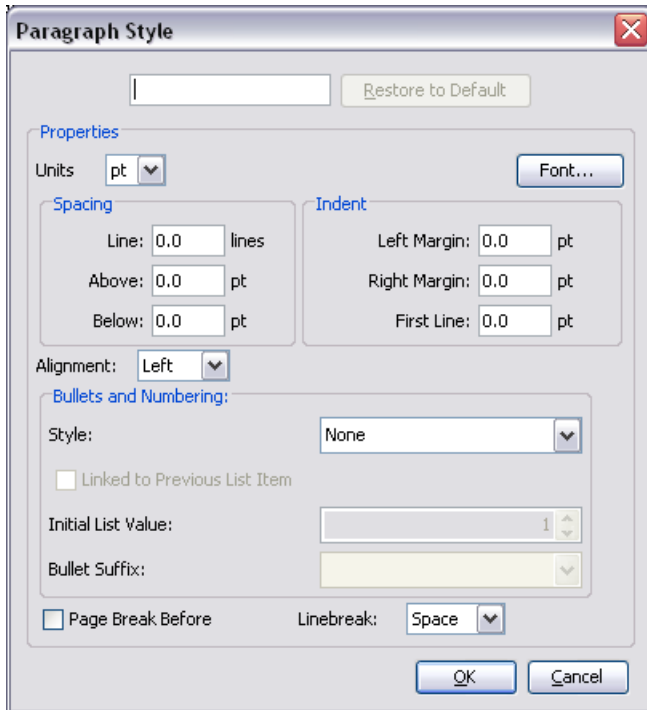 Paragraph Style
Restore to Default
Properties
Units pt Font...
Spacing Indent
Line: 0.0 lines Left Margin: 0.0 pt
Above: 0.0 pt Right Margin: 0.0 pt
Below: 0.0 pt First Line: 0.0 pt
Alignment: Left
Bullets and Numbering:
Style: None
Linked to Previous List Item
Initial List Value: 1
Bullet Suffix:
Page Break Before Linebreak: Space
OK Cancel